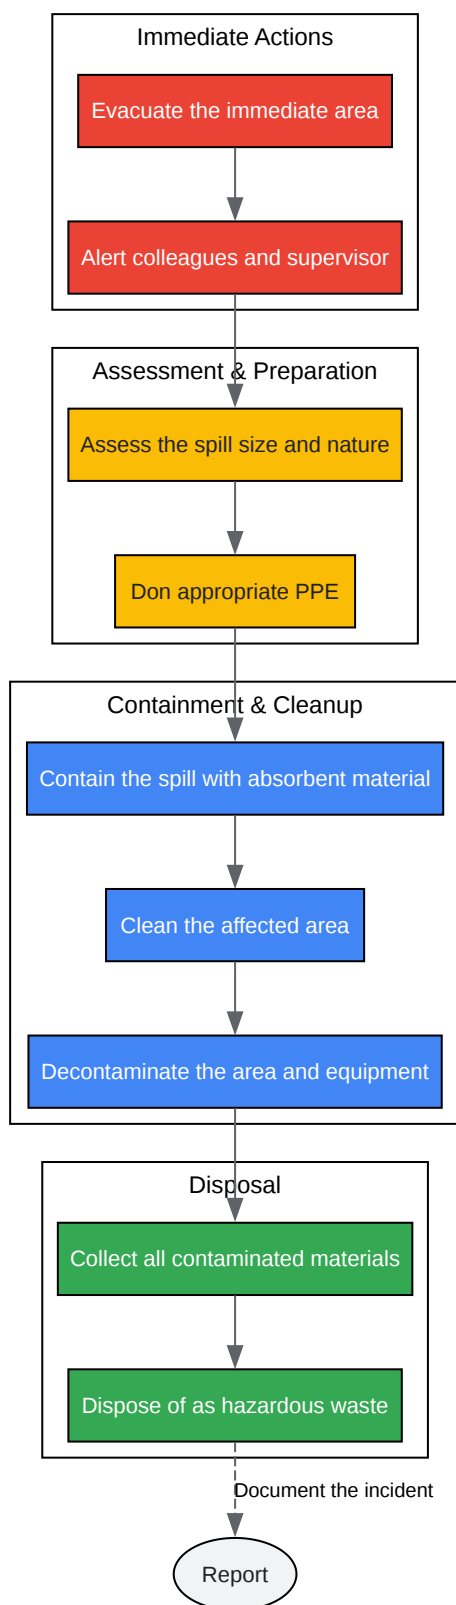 Immediate Actions
Evacuate the immediate area
Alert colleagues and supervisor
Assessment & Preparation
Assess the spill size and nature
Don appropriate PPE
Containment & Cleanup
Contain the spill with absorbent material
Clean the affected area
Decontaminate the area and equipment
Disposal
Collect all contaminated materials
Dispose of as hazardous waste
Document the incident
Report